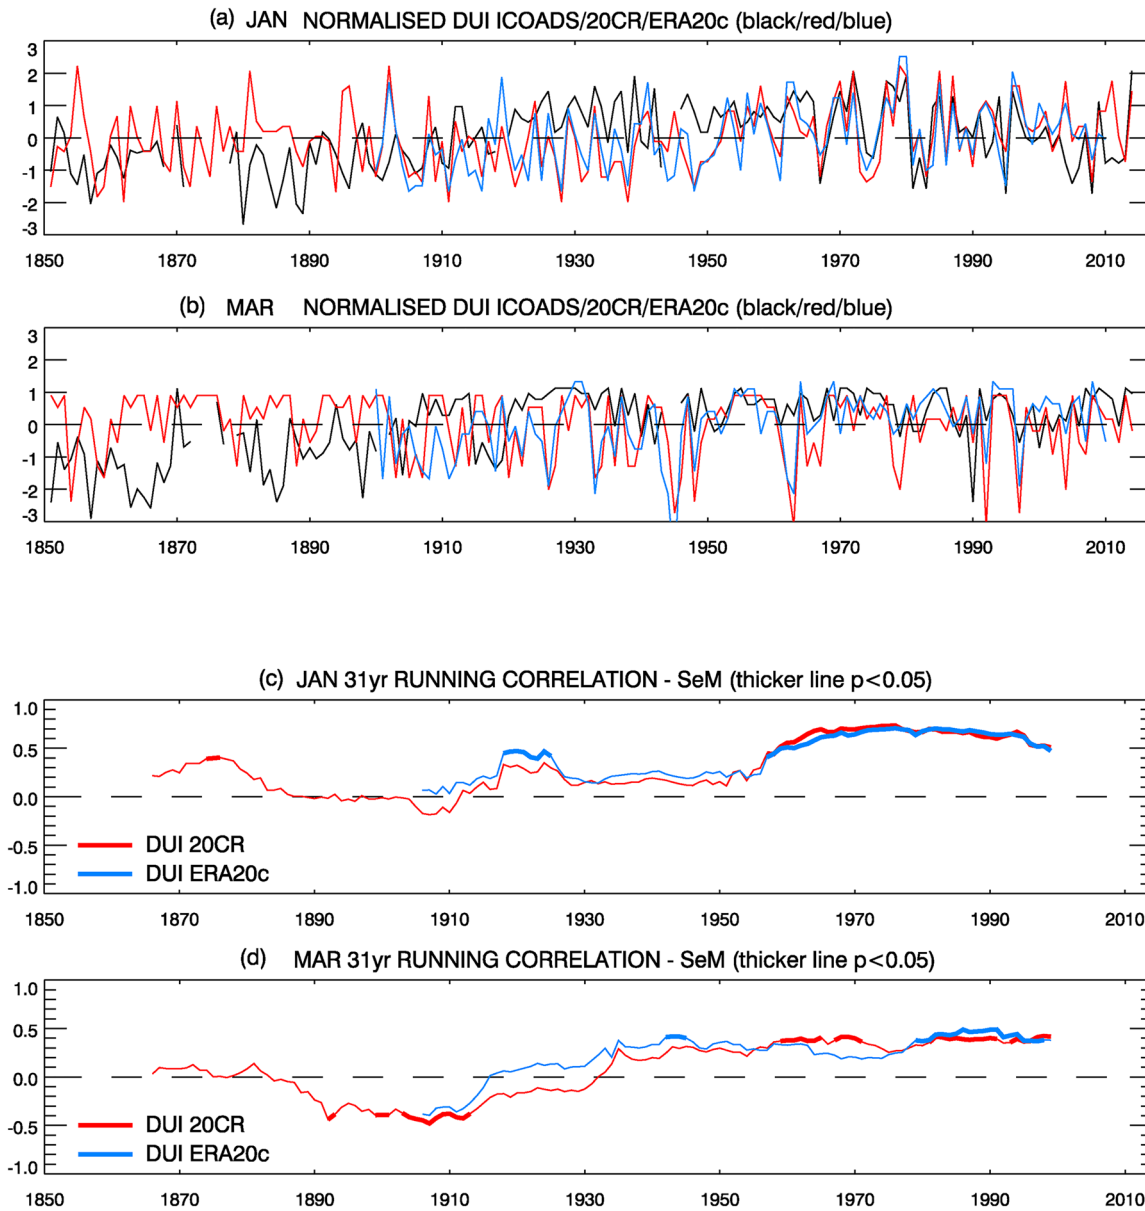 (a) JAN NORMALISED DUI ICOADS/20CR/ERA20c (black/red/blue)
3
2
1
0
-1
-2
-3
1850 1870 1890 1910 1930 1950 1970 1990 2010
(b) MAR NORMALISED DUI ICOADS/20CR/ERA20c (black/red/blue)
3
2
1
0
-1
-2
-3
1850 1870 1890 1910 1930 1950 1970 1990 2010
(c) JAN 31yr RUNNING CORRELATION - SeM (thicker line p<0.05)
1.0
0.5
0.0
-0.5
-1.0
DUI 20CR
DUI ERA20c
1850 1870 1890 1910 1930 1950 1970 1990 2010
(d) MAR 31yr RUNNING CORRELATION - SeM (thicker line p<0.05)
1.0
0.5
0.0
-0.5
-1.0
DUI 20CR
DUI ERA20c
1850 1870 1890 1910 1930 1950 1970 1990 2010